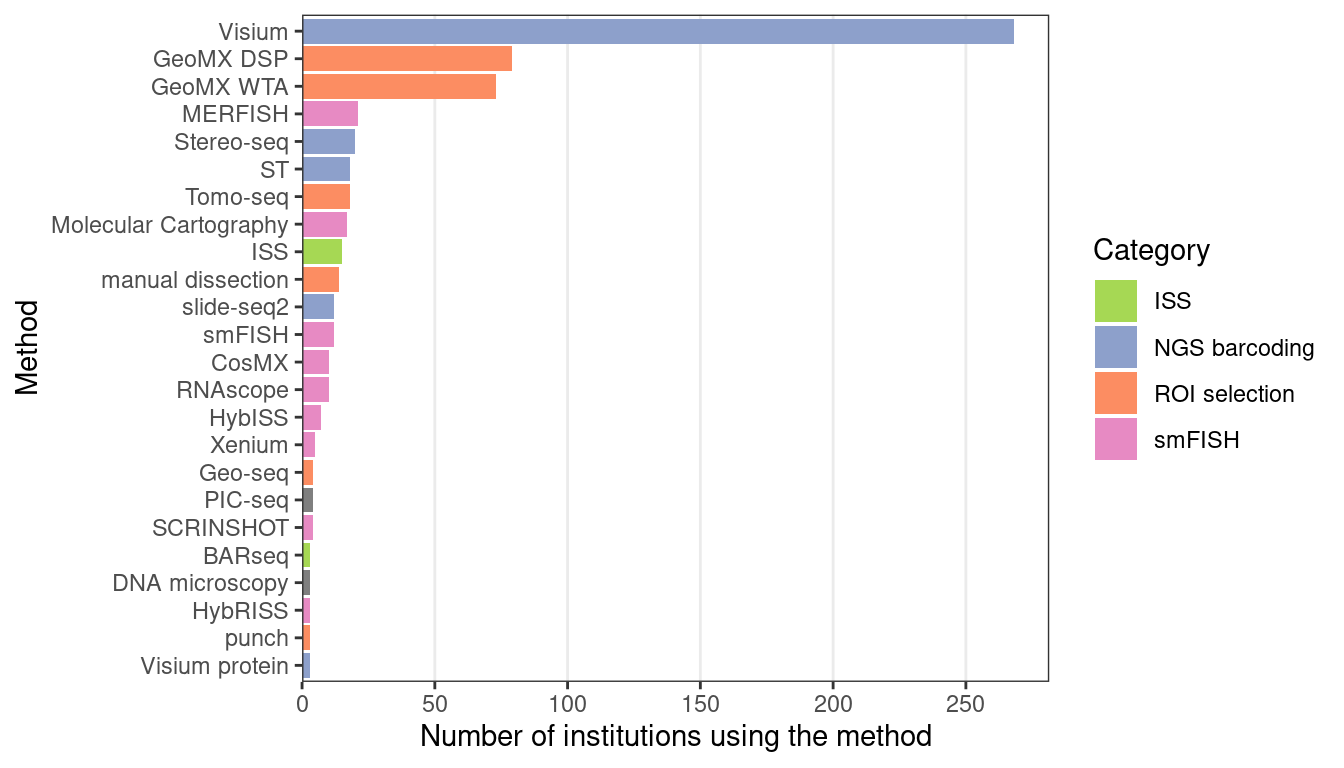 Visium
GeoMX DSP
GeoMX WTA
MERFISH
Stereo-seq
ST
Tomo-seq
Molecular Cartography
ISS
manual dissection
slide-seq2
smFISH
CosMX
RNAscope
HybISS
Xenium
Geo-seq
PIC-seq
SCRINSHOT
BARseq
DNA microscopy
HybRISS
punch
Visium protein
Method
0 50 100 150 200 250
Number of institutions using the method
Category
ISS
NGS barcoding
ROI selection
smFISH